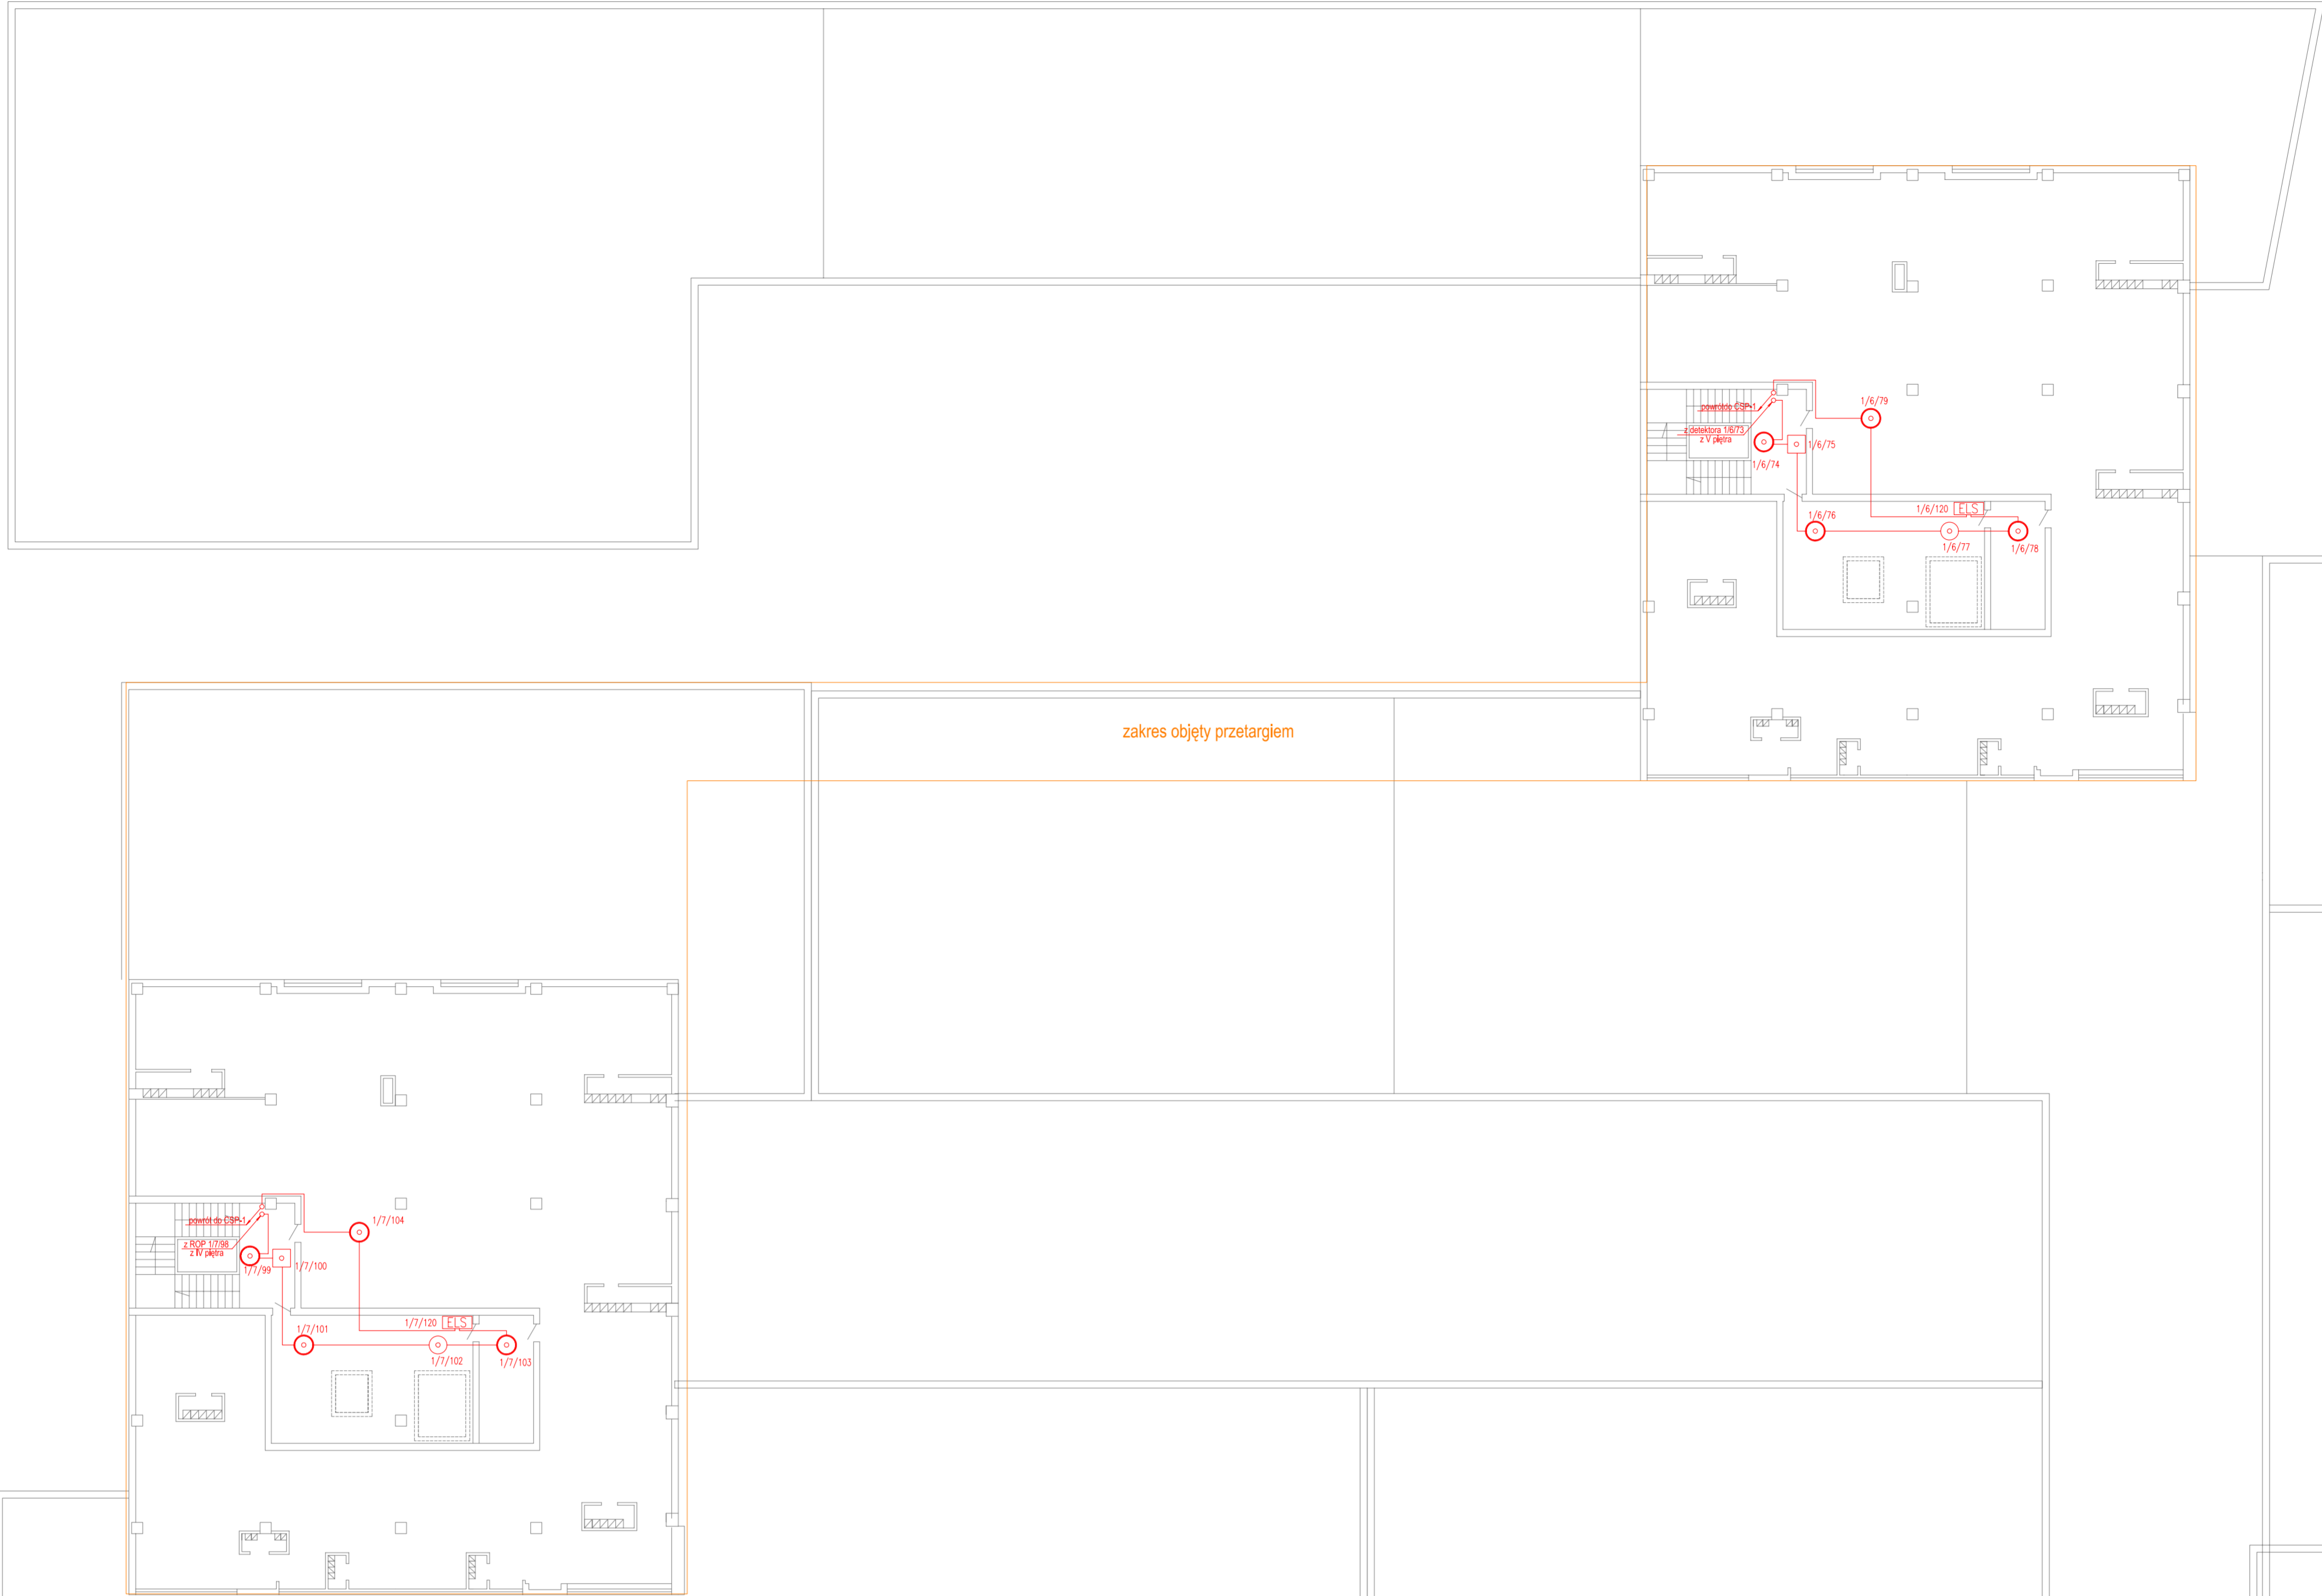 1/6/79
powrótdo CSP-1
z detektora 1/6/73
z V piętra
1/6/75
1/6/74
1/6/76
1/6/120
ELS
1/6/77
1/6/78
zakres objęty przetargiem
1/7/104
powrót do CSP-1
z ROP 1/7/98
z IV piętra
1/7/99
1/7/100
1/7/101
1/7/120
ELS
1/7/102
1/7/103